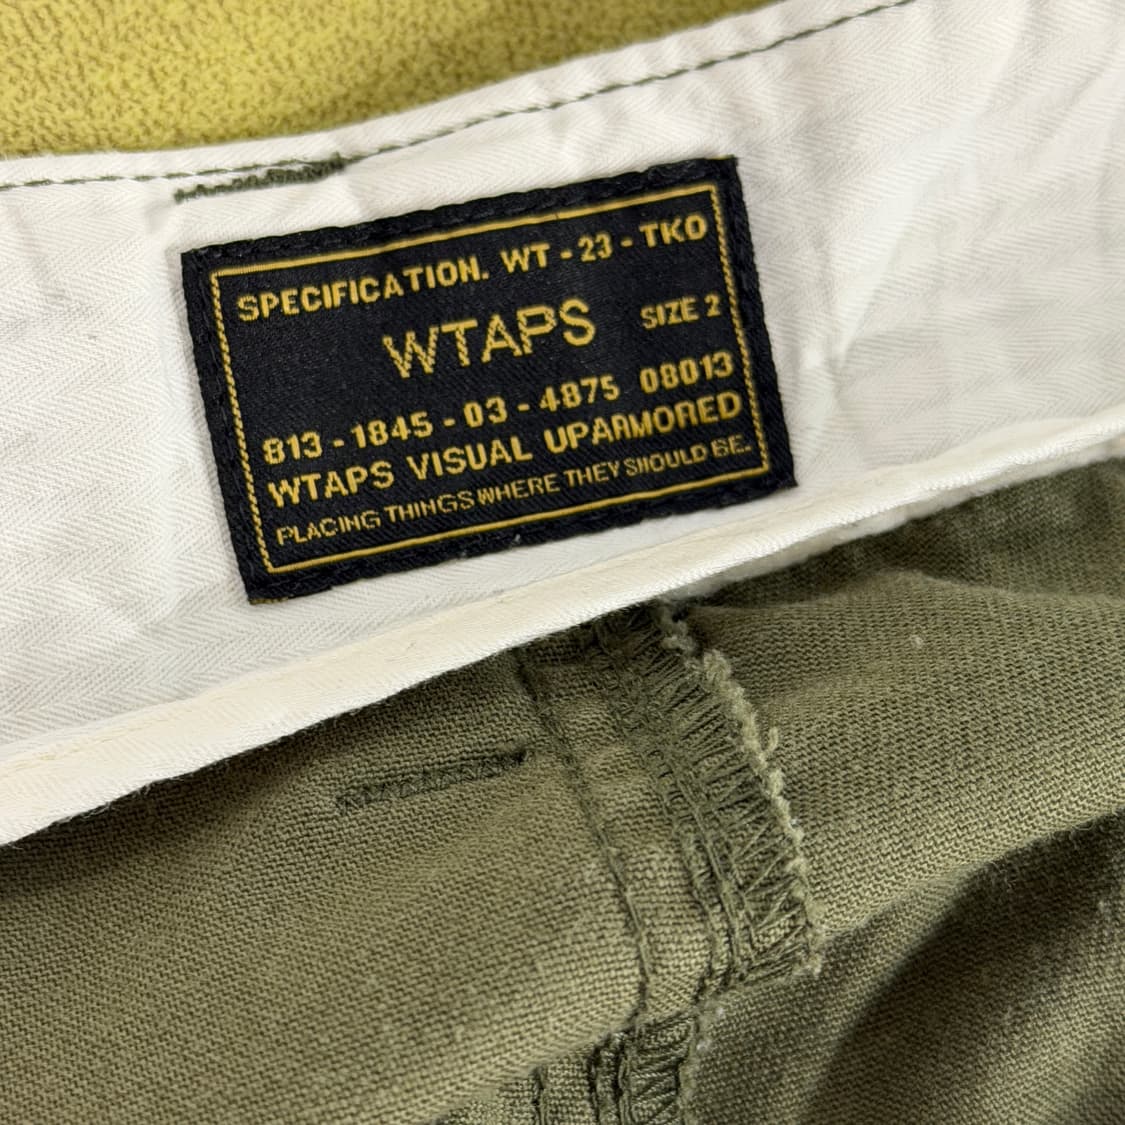 SPECIFICATION. WT - 23 - TKO
WTAPS SIZE 2
813 - 1845 - 03 - 4875 08013
WTAPS VISUAL UPARMORED
PLACING THINGS WHERE THEY SHOULD BE.